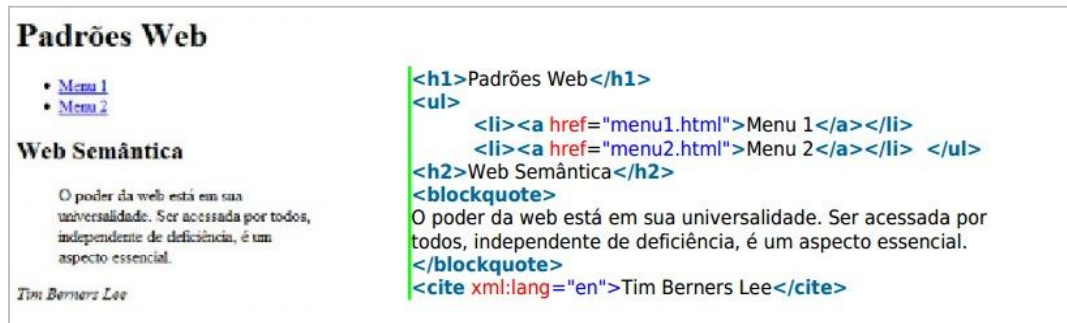 Padrões Web
• Menu 1
• Menu 2
Web Semântica
O poder da web está em sua
universalidade. Ser acessada por todos,
independente de deficiência, é um
aspecto essencial.
Tim Berners Lee
<h1>Padrões Web</h1>
<ul>
<li><a href="menu1.html">Menu 1</a></li>
<li><a href="menu2.html">Menu 2</a></li> </ul>
<h2>Web Semântica</h2>
<blockquote>
O poder da web está em sua universalidade. Ser acessada por
todos, independente de deficiência, é um aspecto essencial.
</blockquote>
<cite xml:lang="en">Tim Berners Lee</cite>